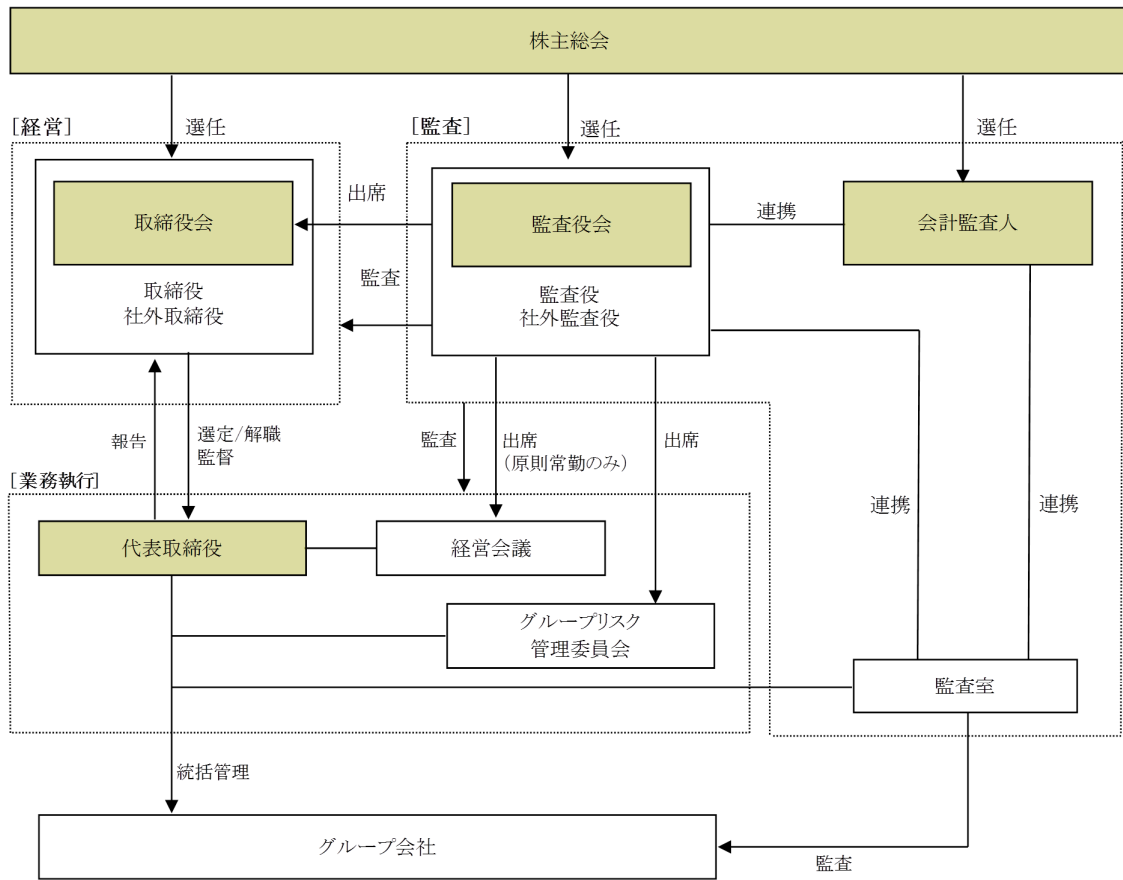 株主総会
[経営]
選任
[監査]
選任
選任
取締役会
取締役
社外取締役
出席
監査
監査役会
監査役
社外監査役
連携
会計監査人
報告
選定/解職
監督
監査
出席
(原則常勤のみ)
出席
連携
連携
[業務執行]
代表取締役
経営会議
グループリスク
管理委員会
監査室
統括管理
グループ会社
監査